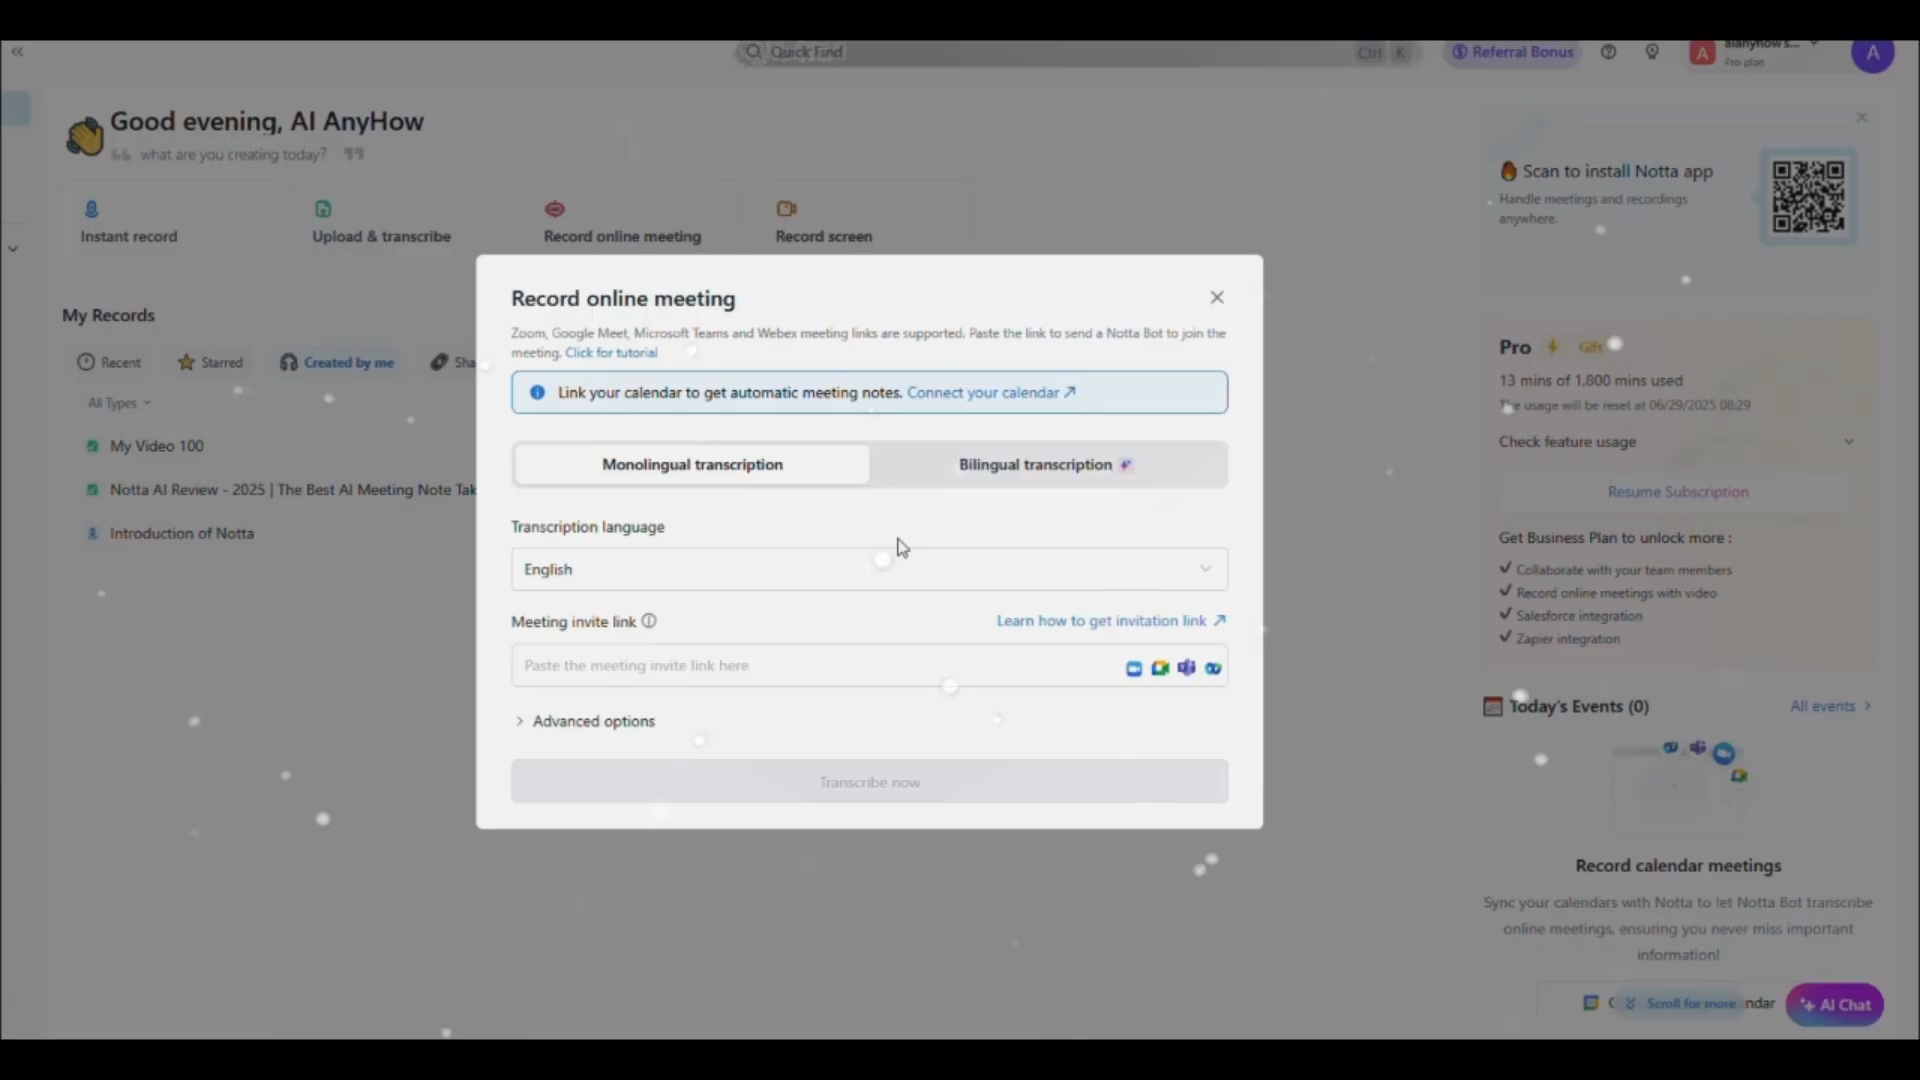 Quick Find
Ctrl K
Referral Bonus
A
Pro plan
A
Good evening, AI AnyHow
what are you creating today?
Instant record
Upload & transcribe
Record online meeting
Record screen
Scan to install Notta app
Handle meetings and recordings
anywhere.
My Records
Recent
Starred
Created by me
Sha
All Types
My Video 100
Notta AI Review - 2025 | The Best AI Meeting Note Tak
Introduction of Notta
Record online meeting
Zoom, Google Meet, Microsoft Teams and Webex meeting links are supported. Paste the link to send a Notta Bot to join the
meeting. Click for tutorial
Link your calendar to get automatic meeting notes. Connect your calendar
Monolingual transcription
Bilingual transcription
Transcription language
English
Meeting invite link
Learn how to get invitation link
Paste the meeting invite link here
Advanced options
Transcribe now
Pro
Gift
13 mins of 1,800 mins used
The usage will be reset at 06/29/2025 08:29
Check feature usage
Resume Subscription
Get Business Plan to unlock more :
Collaborate with your team members
Record online meetings with video
Salesforce integration
Zapier integration
Today's Events (0)
All events
Record calendar meetings
Sync your calendars with Notta to let Notta Bot transcribe
online meetings, ensuring you never miss important
information!
Scroll for more
ndar
AI Chat